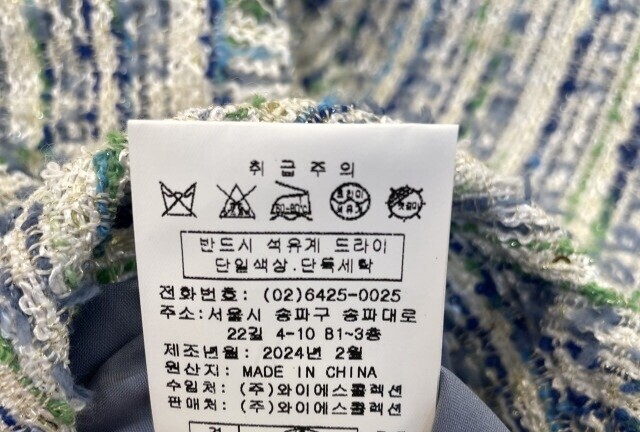 취급주의
반드시 석유계 드라이
단일색상.단독세탁
전화번호: (02)6425-0025
주소:서울시 송파구 송파대로
22길 4-10 B1~3층
제조년월: 2024년 2월
원산지: MADE IN CHINA
수입처: (주)와이에스콜렉션
판매처: (주)와이에스콜렉션